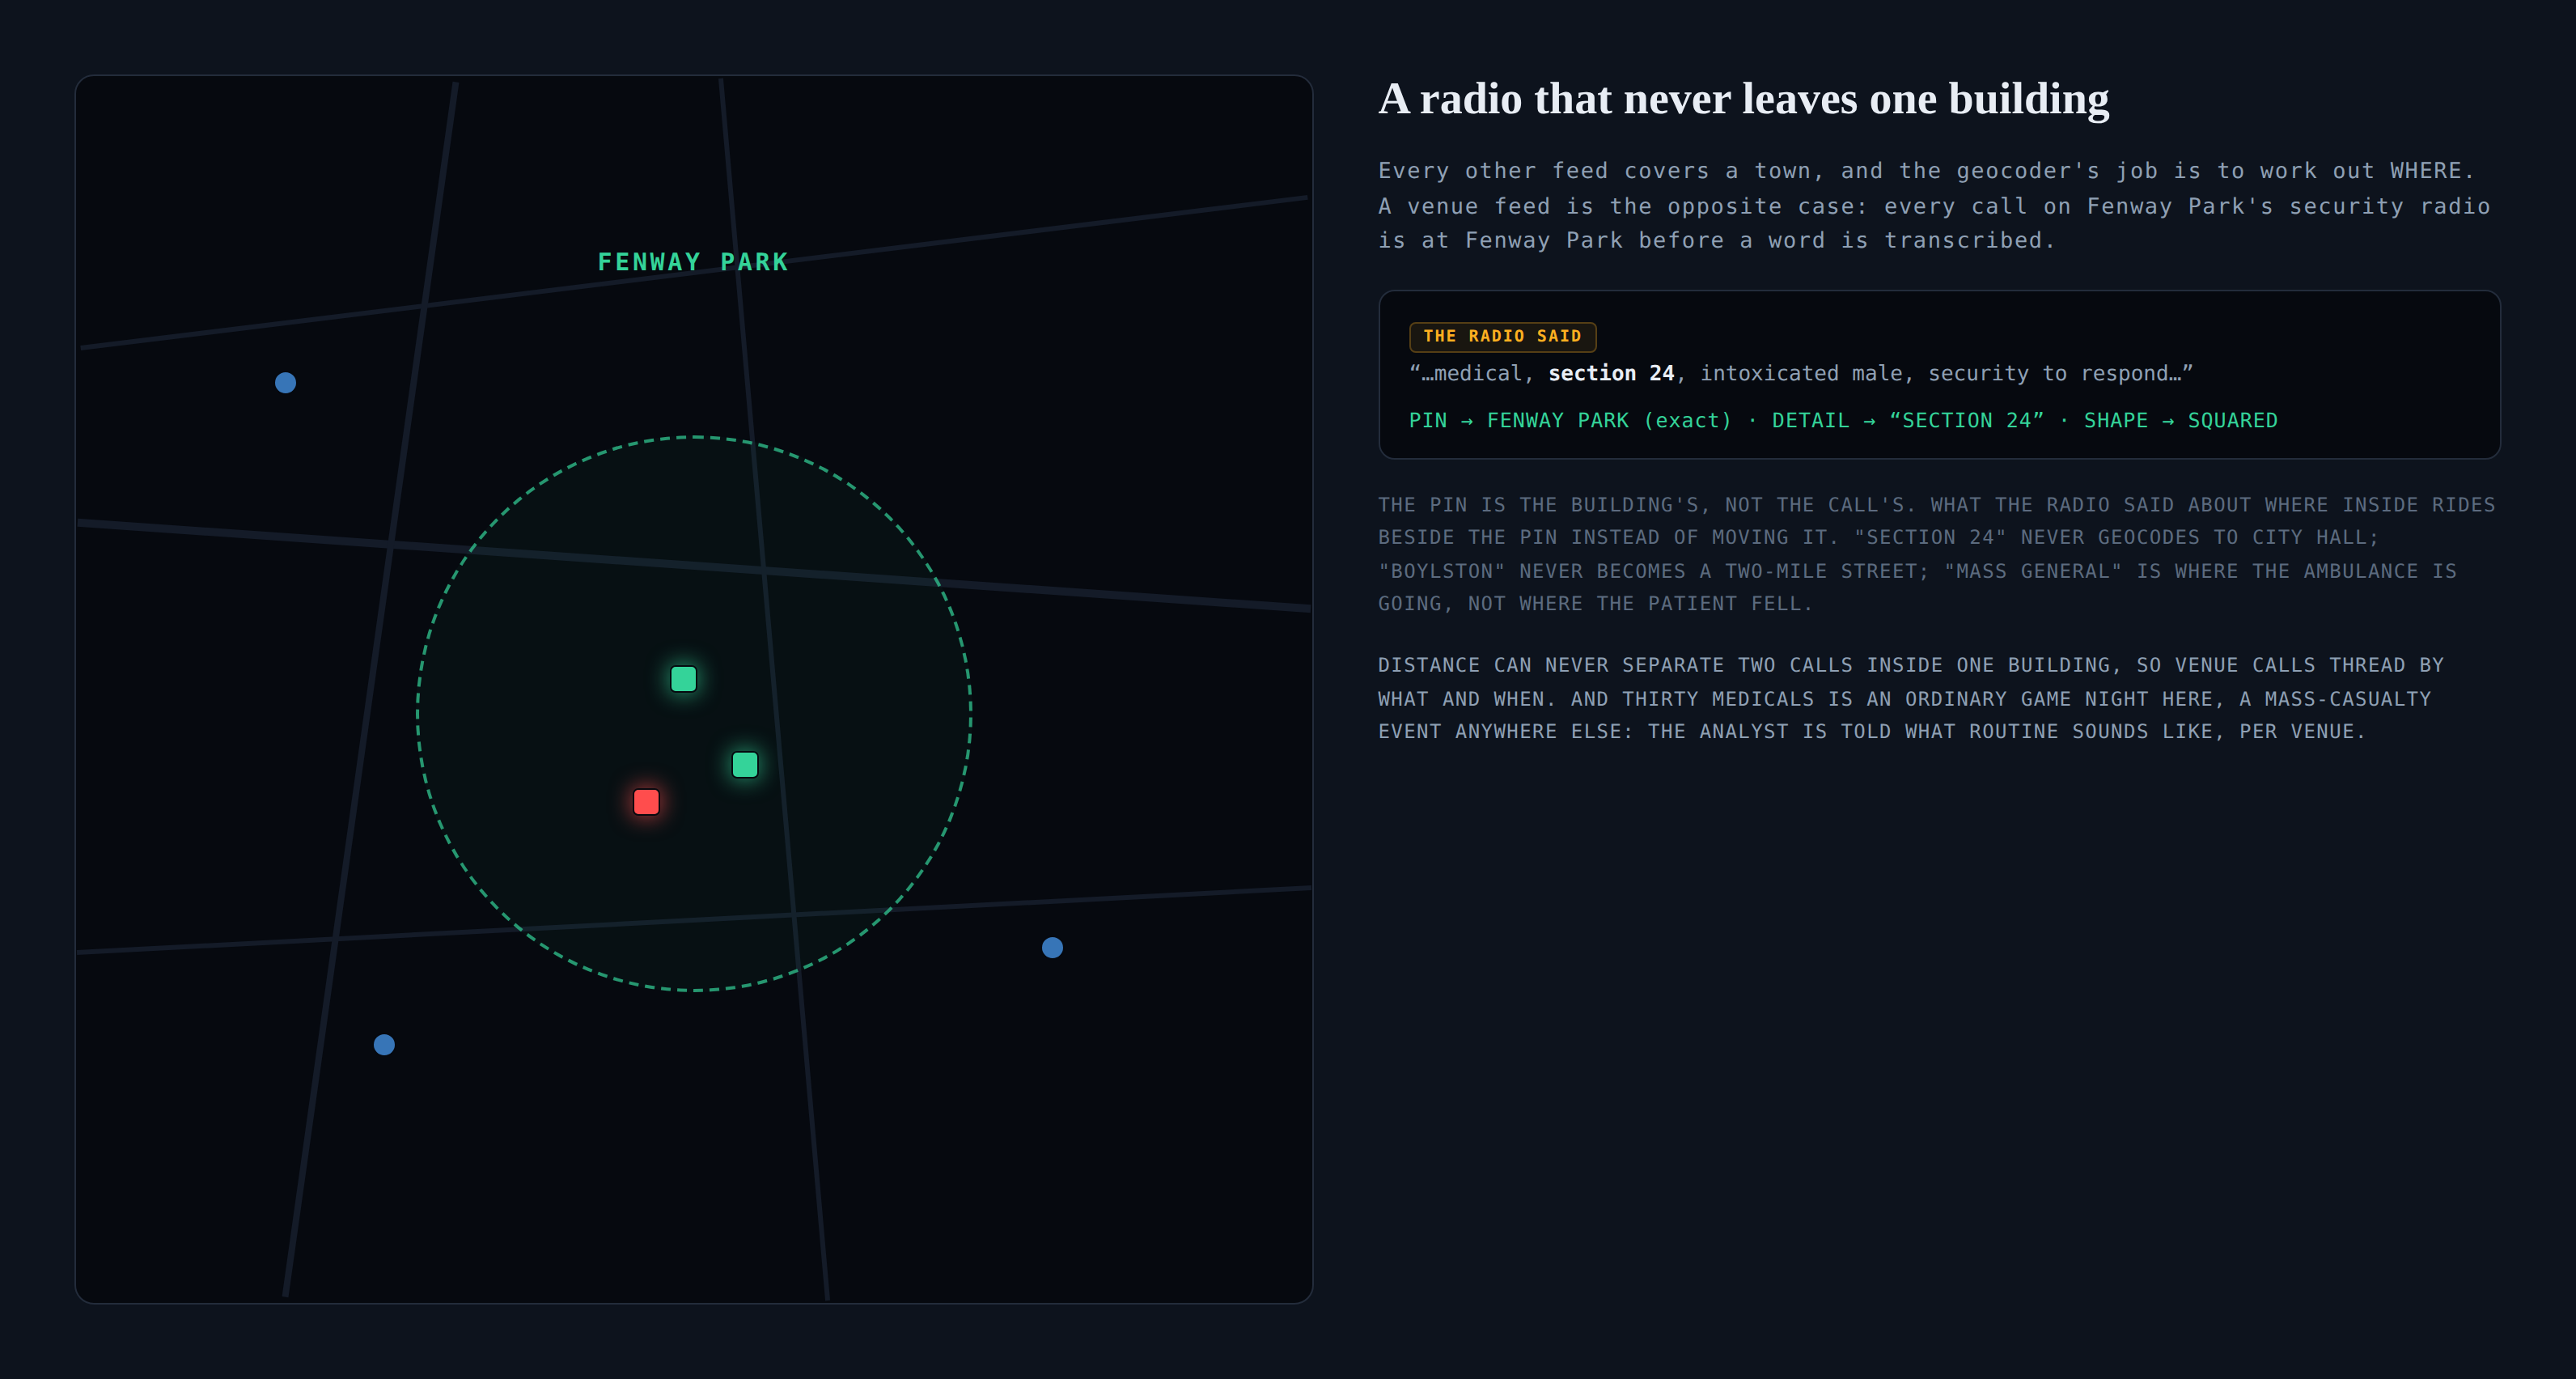 FENWAY PARK
A radio that never leaves one building
Every other feed covers a town, and the geocoder's job is to work out WHERE.
A venue feed is the opposite case: every call on Fenway Park's security radio
is at Fenway Park before a word is transcribed.
THE RADIO SAID
“…medical, section 24, intoxicated male, security to respond…”
PIN → FENWAY PARK (exact) · DETAIL → “SECTION 24” · SHAPE → SQUARED
THE PIN IS THE BUILDING'S, NOT THE CALL'S. WHAT THE RADIO SAID ABOUT WHERE INSIDE RIDES
BESIDE THE PIN INSTEAD OF MOVING IT. "SECTION 24" NEVER GEOCODES TO CITY HALL;
"BOYLSTON" NEVER BECOMES A TWO-MILE STREET; "MASS GENERAL" IS WHERE THE AMBULANCE IS
GOING, NOT WHERE THE PATIENT FELL.
DISTANCE CAN NEVER SEPARATE TWO CALLS INSIDE ONE BUILDING, SO VENUE CALLS THREAD BY
WHAT AND WHEN. AND THIRTY MEDICALS IS AN ORDINARY GAME NIGHT HERE, A MASS-CASUALTY
EVENT ANYWHERE ELSE: THE ANALYST IS TOLD WHAT ROUTINE SOUNDS LIKE, PER VENUE.